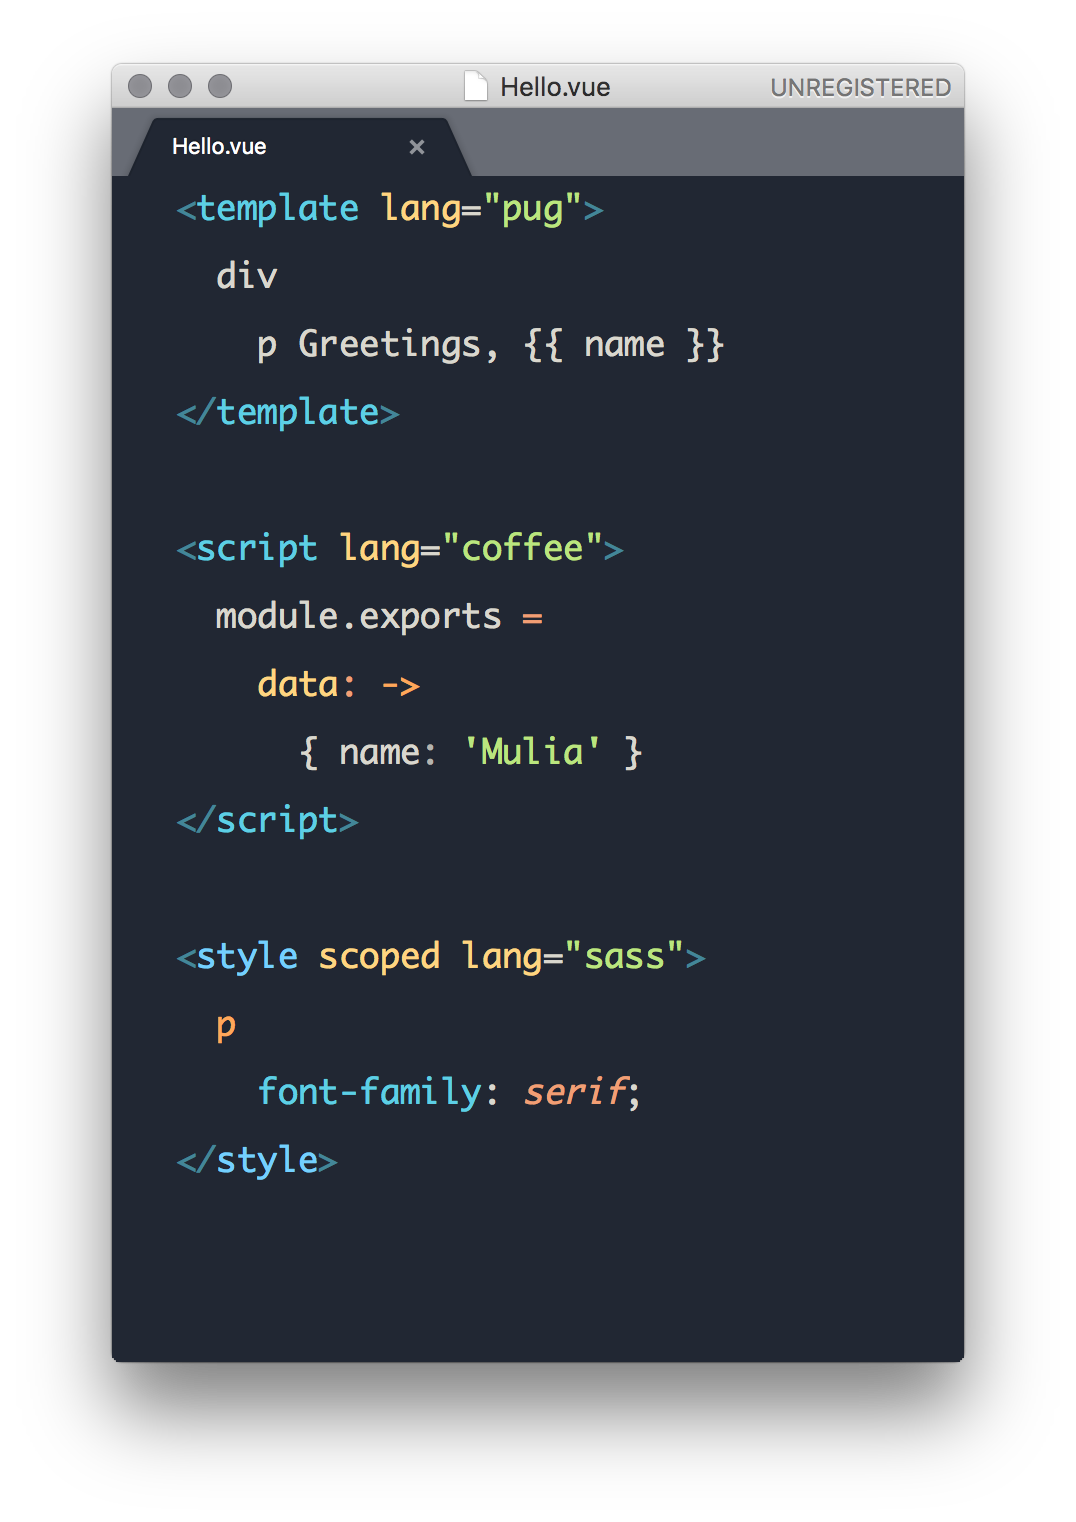 Hello.vue UNREGISTERED
Hello.vue ×
<template lang="pug">
  div
    p Greetings, {{ name }}
</template>

<script lang="coffee">
  module.exports =
    data: ->
      { name: 'Mulia' }
</script>

<style scoped lang="sass">
  p
    font-family: serif;
</style>